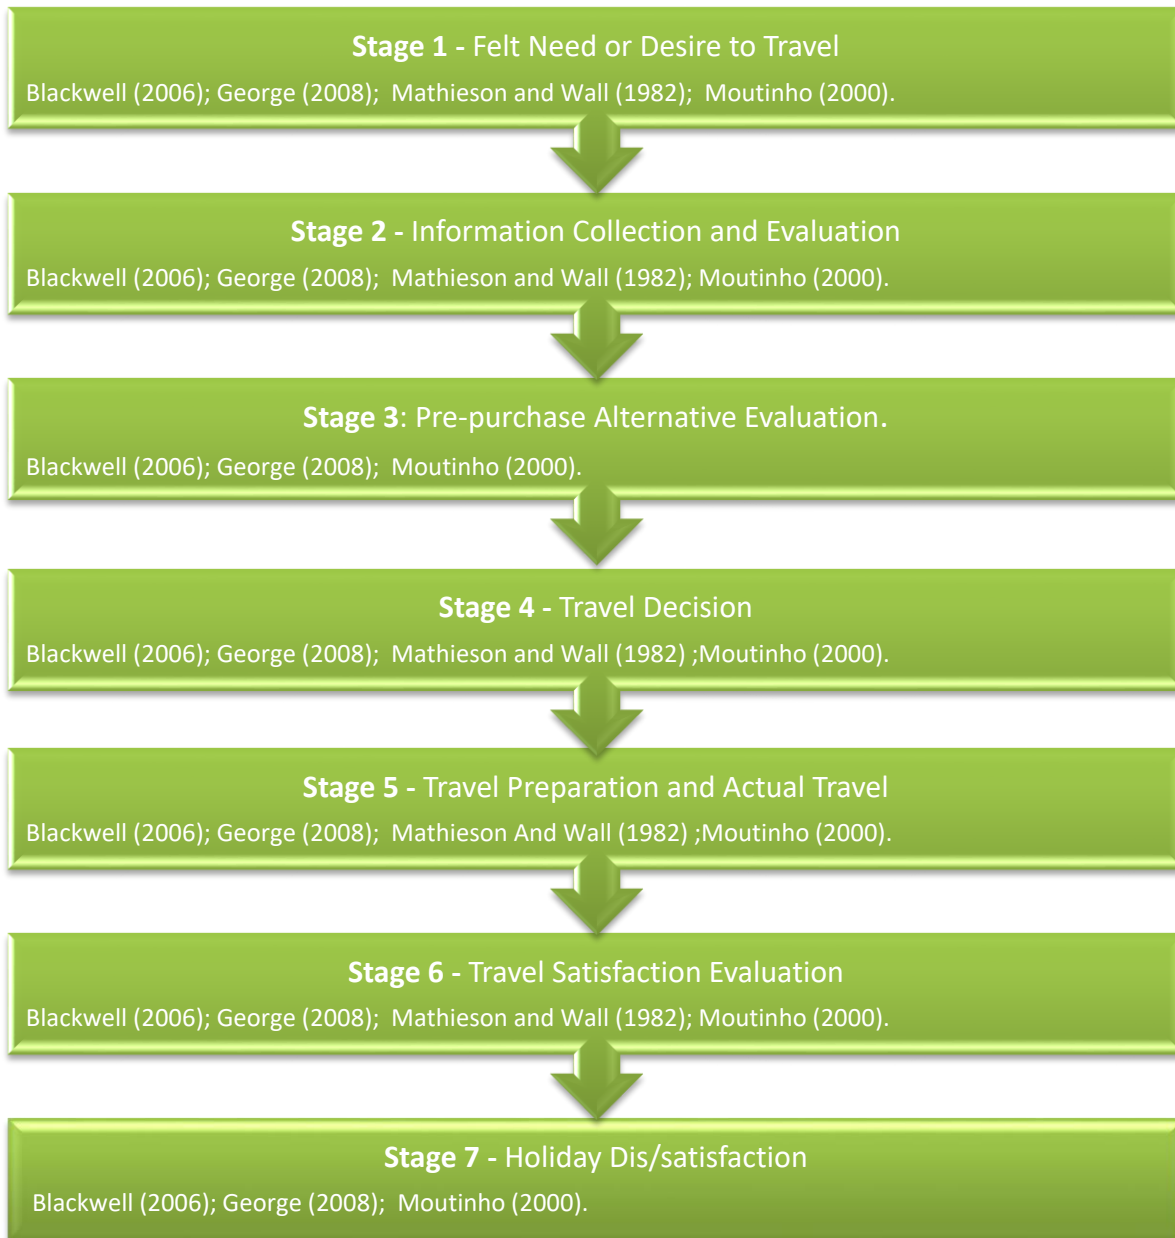 Stage 1 - Felt Need or Desire to Travel
Blackwell (2006); George (2008);  Mathieson and Wall (1982);  Moutinho (2000).
Stage 2 - Information Collection and Evaluation
Blackwell (2006); George (2008);  Mathieson and Wall (1982); Moutinho (2000).
Stage 3: Pre-purchase Alternative Evaluation.
Blackwell (2006); George (2008);  Moutinho (2000).
Stage 4 - Travel Decision
Blackwell (2006); George (2008);  Mathieson and Wall (1982) ;Moutinho (2000).
Stage 5 - Travel Preparation and Actual Travel
Blackwell (2006); George (2008);  Mathieson And Wall (1982) ;Moutinho (2000).
Stage 6 - Travel Satisfaction Evaluation
Blackwell (2006); George (2008);  Mathieson and Wall (1982); Moutinho (2000).
Stage 7 - Holiday Dis/satisfaction
Blackwell (2006); George (2008);  Moutinho (2000).